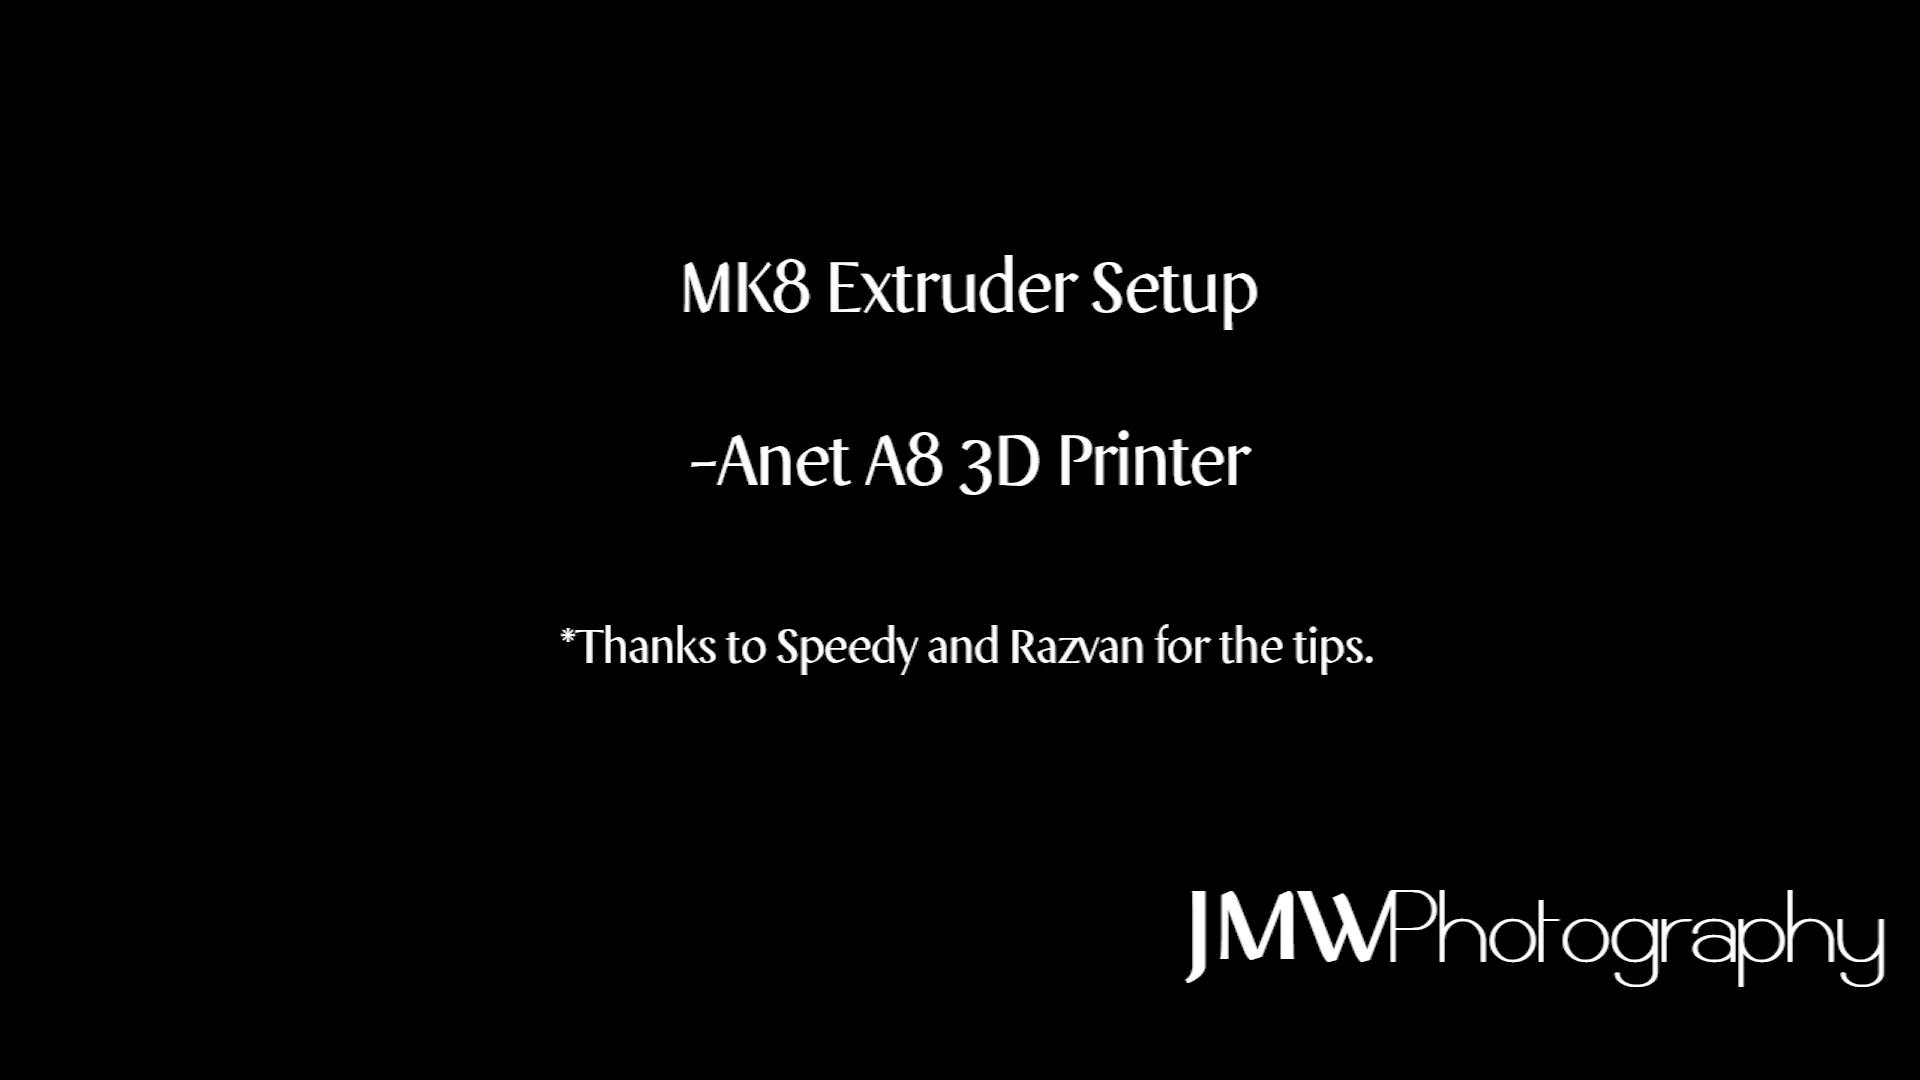 MK8 Extruder Setup
-Anet A8 3D Printer
*Thanks to Speedy and Razvan for the tips.
JMWPhotography